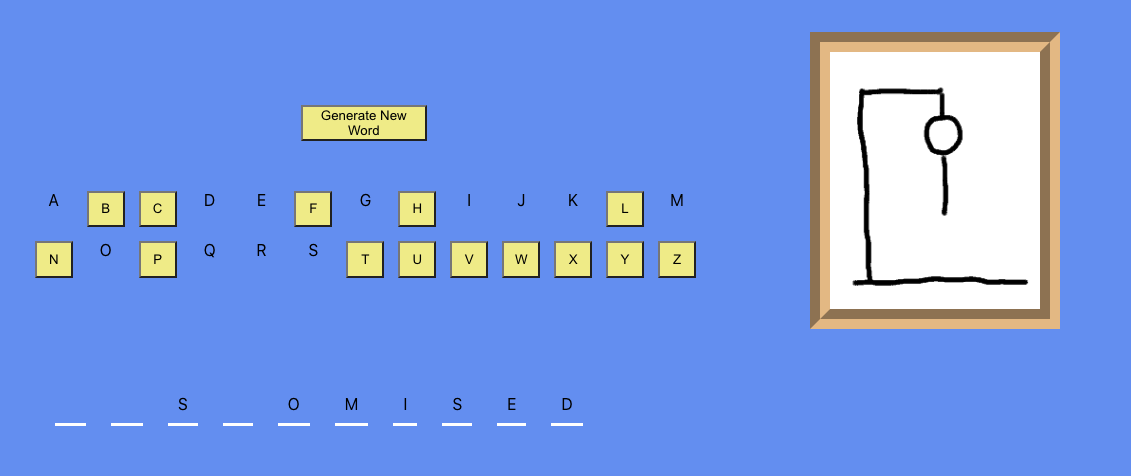 Generate New
Word
A B C D E F G H I J K L M
N O P Q R S T U V W X Y Z
S O M I S E D